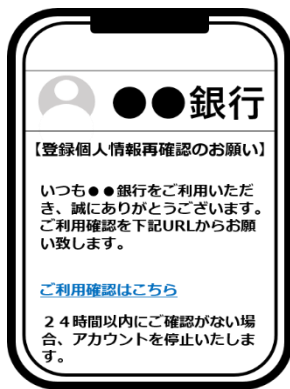 ●●銀行
【登録個人情報再確認のお願い】
いつも●●銀行をご利用いただ
き、誠にありがとうございます。
ご利用確認を下記URLからお願
い致します。
ご利用確認はこちら
２４時間以内にご確認がない場
合、アカウントを停止いたしま
す。